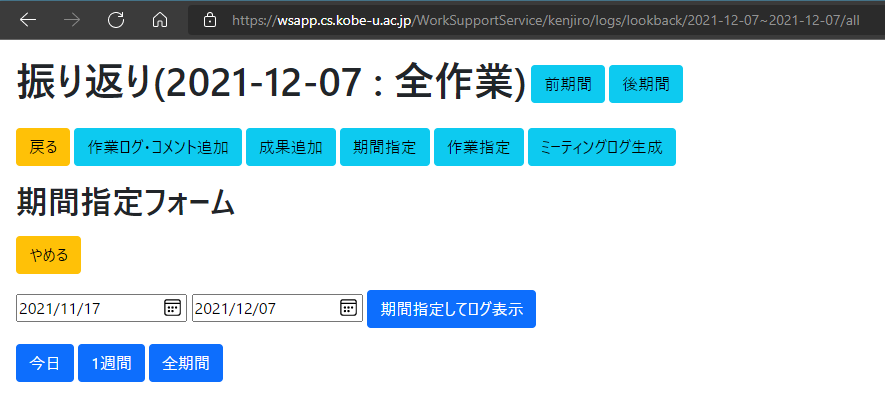 https://wsapp.cs.kobe-u.ac.jp/WorkSupportService/kenjiro/logs/lookback/2021-12-07~2021-12-07/all
振り返り(2021-12-07 : 全作業) 前期間 後期間
戻る 作業ログ・コメント追加 成果追加 期間指定 作業指定 ミーティングログ生成
期間指定フォーム
やめる
2021/11/17 2021/12/07 期間指定してログ表示
今日 1週間 全期間